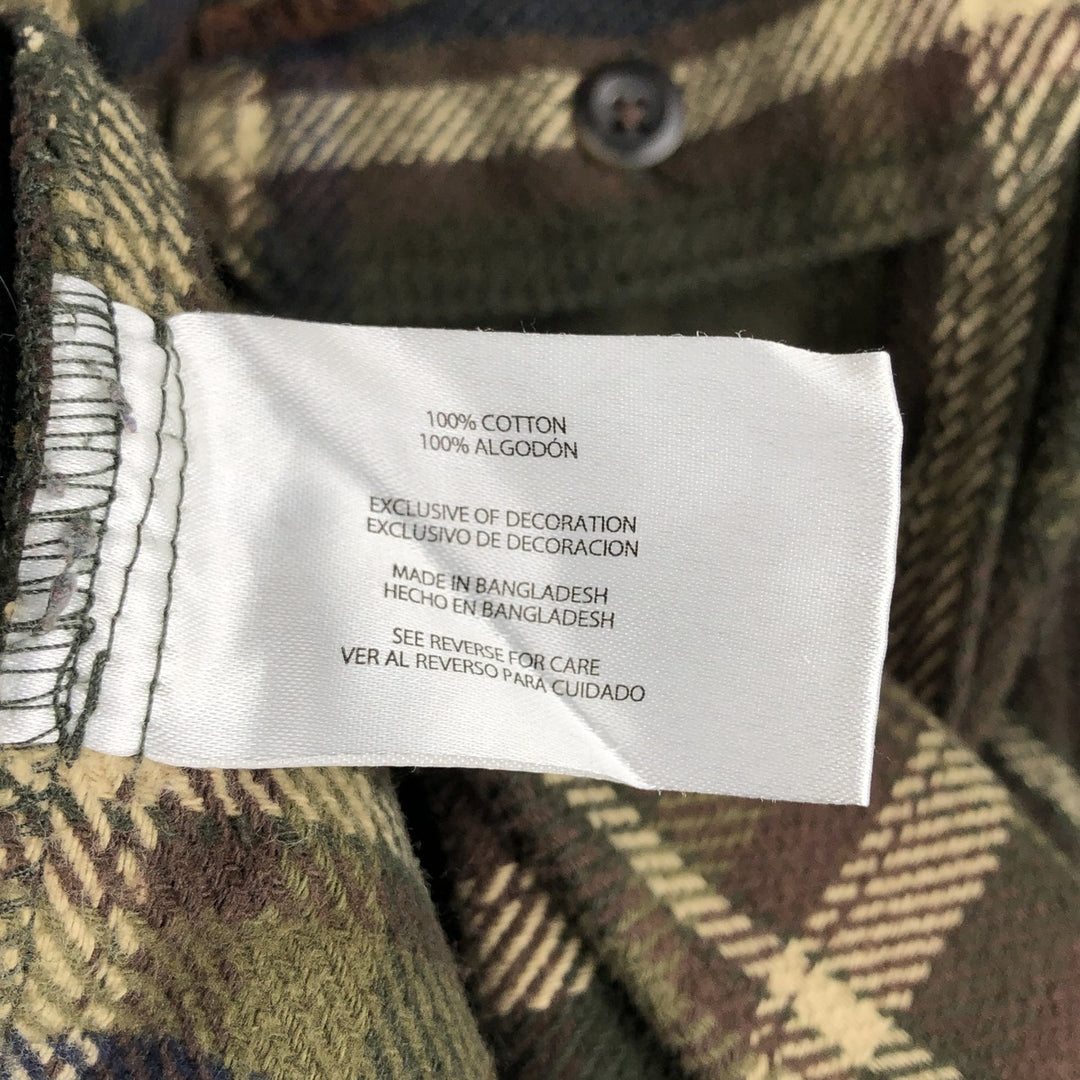 100% COTTON
100% ALGODÓN
EXCLUSIVE OF DECORATION
EXCLUSIVO DE DECORACION
MADE IN BANGLADESH
HECHO EN BANGLADESH
SEE REVERSE FOR CARE
VER AL REVERSO PARA CUIDADO